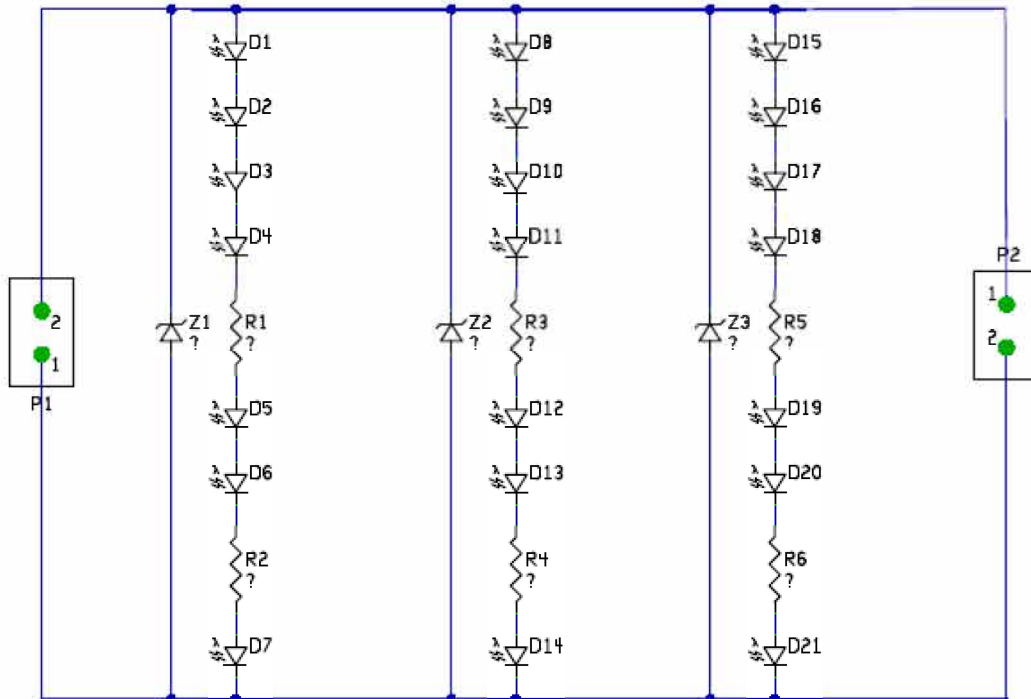 D1 D8 D15
D2 D9 D16
D3 D10 D17
D4 D11 D18
P2
1
2 Z1 R1 Z2 R3 Z3 R5
? ? ? ? ? ?
2
1
P1
D5 D12 D19
D6 D13 D20
R2 R4 R6
? ? ?
D7 D14 D21